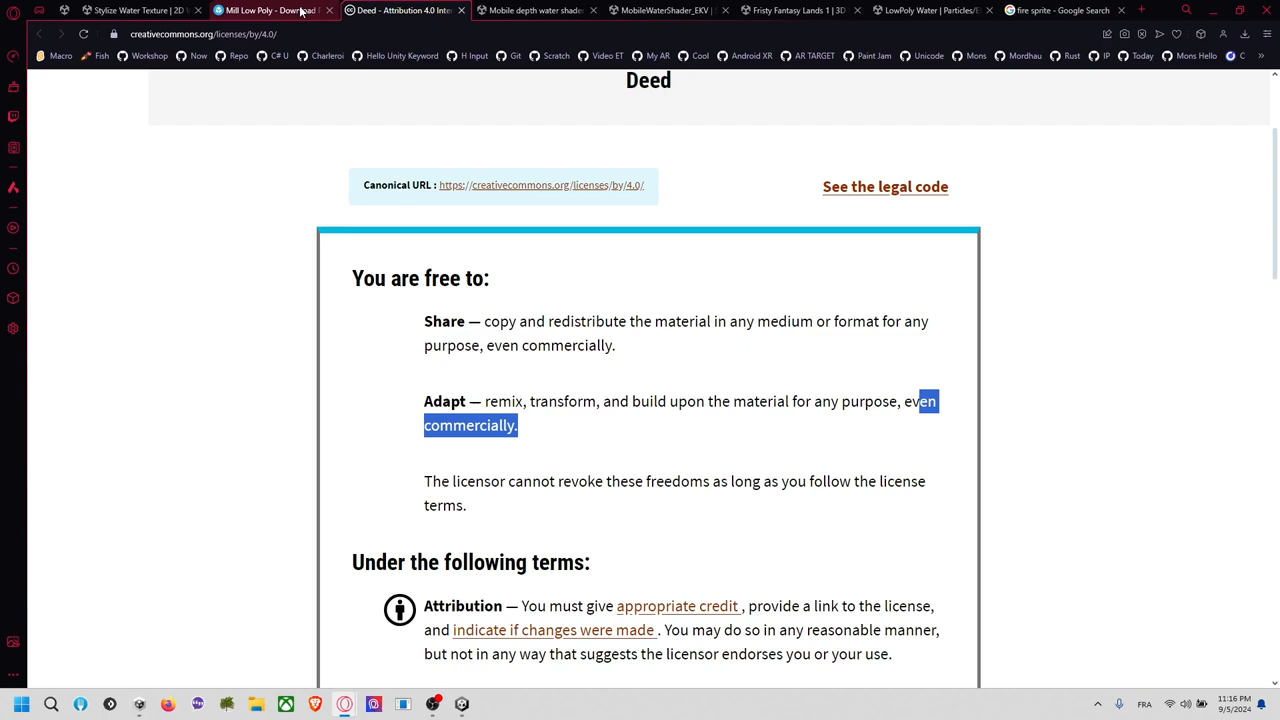 Stylize Water Texture | 2D W
Mill Low Poly - Download F
Deed - Attribution 4.0 Inter
Mobile depth water shader
MobileWaterShader_EKV |
Fristy Fantasy Lands 1 | 3D
LowPoly Water | Particles/E
fire sprite - Google Search
creativecommons.org/licenses/by/4.0/
Macro
Fish
Workshop
Now
Repo
C# U
Charleroi
Hello Unity Keyword
H Input
Git
Scratch
Video ET
My AR
Cool
Android XR
AR TARGET
Paint Jam
Unicode
Mons
Mordhau
Rust
IP
Today
Mons Hello
C
Deed
Canonical URL : https://creativecommons.org/licenses/by/4.0/
See the legal code
You are free to:
Share — copy and redistribute the material in any medium or format for any
purpose, even commercially.
Adapt — remix, transform, and build upon the material for any purpose, even
commercially.
The licensor cannot revoke these freedoms as long as you follow the license
terms.
Under the following terms:
Attribution — You must give appropriate credit , provide a link to the license,
and indicate if changes were made . You may do so in any reasonable manner,
but not in any way that suggests the licensor endorses you or your use.
FRA
11:16 PM
9/5/2024